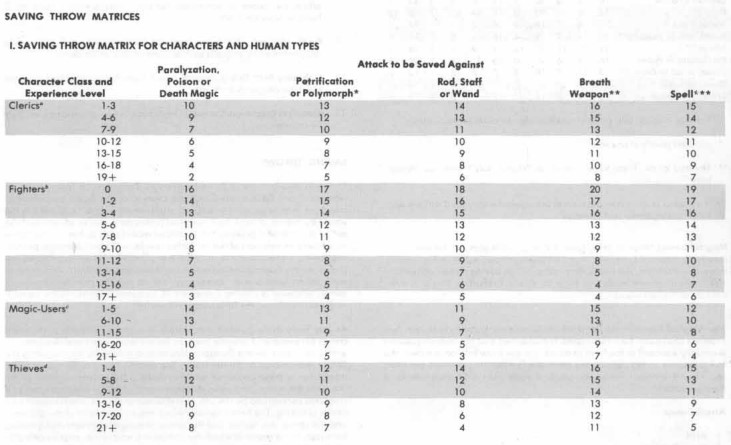 SAVING THROW MATRICES
I. SAVING THROW MATRIX FOR CHARACTERS AND HUMAN TYPES
Attack to be Saved Against
Character Class and Experience Level Paralyzation, Poison or Death Magic Petrification or Polymorph* Rod, Staff or Wand Breath Weapon** Spell***
Clericsᵃ 1-3 10 13 14 16 15
4-6 9 12 13 15 14
7-9 7 10 11 13 12
10-12 6 9 10 12 11
13-15 5 8 9 11 10
16-18 4 7 8 10 9
19+ 2 5 6 8 7
Fightersᵇ 0 16 17 18 20 19
1-2 14 15 16 17 17
3-4 13 14 15 16 16
5-6 11 12 13 13 14
7-8 10 11 12 12 13
9-10 8 9 10 9 11
11-12 7 8 9 8 10
13-14 5 6 7 5 8
15-16 4 5 6 4 7
17+ 3 4 5 4 6
Magic-Usersᶜ 1-5 14 13 11 15 12
6-10 13 11 9 13 10
11-15 11 9 7 11 8
16-20 10 7 5 9 6
21+ 8 5 3 7 4
Thievesᵈ 1-4 13 12 14 16 15
5-8 12 11 12 15 13
9-12 11 10 10 14 11
13-16 10 9 8 13 9
17-20 9 8 6 12 7
21+ 8 7 4 11 5